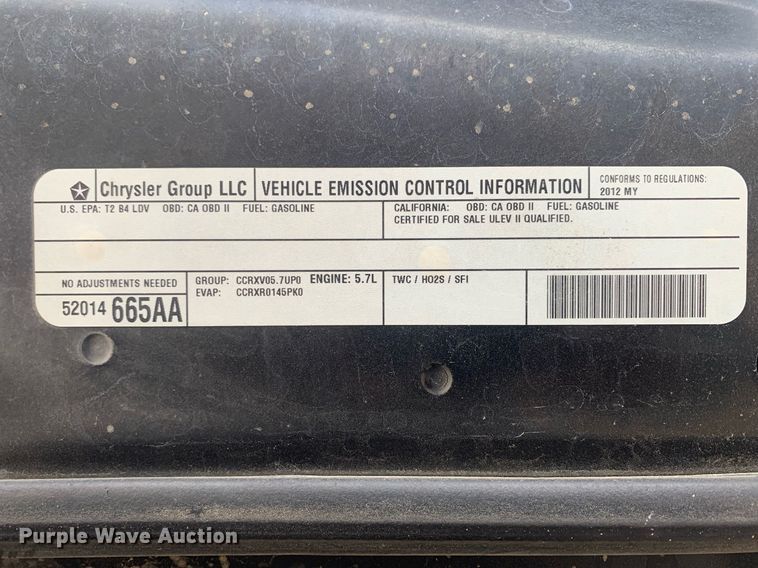 Chrysler Group LLC
VEHICLE EMISSION CONTROL INFORMATION
CONFORMS TO REGULATIONS:
2012 MY
U.S. EPA: T2 B4 LDV OBD: CA OBD II FUEL: GASOLINE
CALIFORNIA: OBD: CA OBD II FUEL: GASOLINE
CERTIFIED FOR SALE ULEV II QUALIFIED.
NO ADJUSTMENTS NEEDED
52014 665AA
GROUP: CCRXV05.7UP0 ENGINE: 5.7L
EVAP: CCRXR0145PK0
TWC / HO2S / SFI
Purple Wave Auction